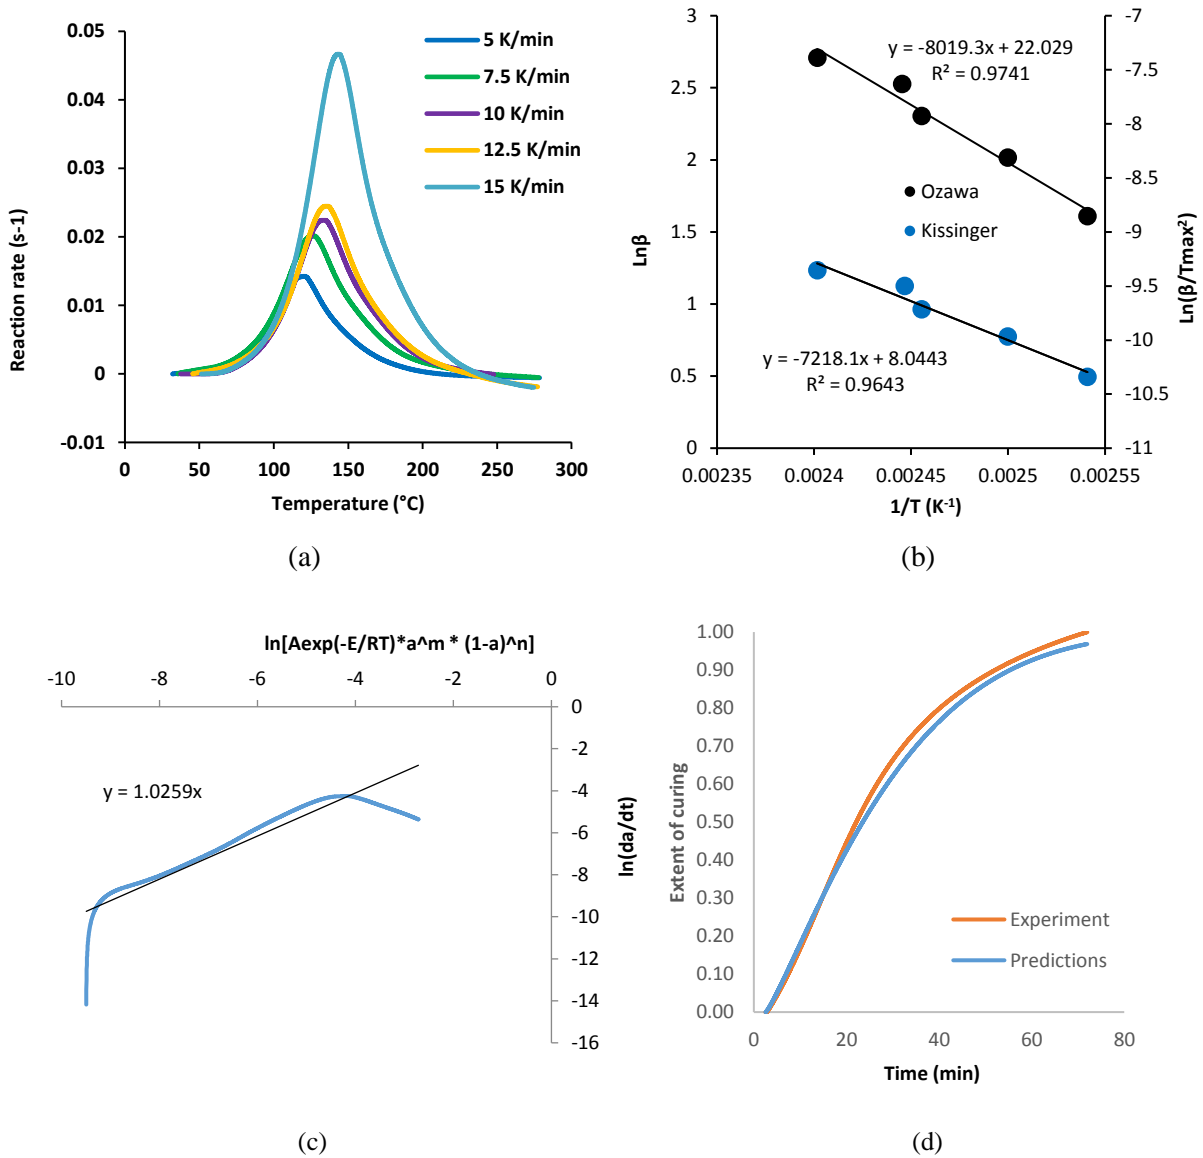 0.05
0.04
0.03
0.02
0.01
0
-0.01
Reaction rate (s-1)
5 K/min
7.5 K/min
10 K/min
12.5 K/min
15 K/min
0 50 100 150 200 250 300
Temperature (°C)
(a)
3
2.5
2
1.5
1
0.5
0
Lnβ
y = -8019.3x + 22.029
R² = 0.9741
Ozawa
Kissinger
y = -7218.1x + 8.0443
R² = 0.9643
-7
-7.5
-8
-8.5
-9
-9.5
-10
-10.5
-11
Ln(β/Tmax²)
0.00235 0.0024 0.00245 0.0025 0.00255
1/T (K⁻¹)
(b)
ln[Aexp(-E/RT)*a^m * (1-a)^n]
-10 -8 -6 -4 -2 0
0
-2
-4
-6
-8
-10
-12
-14
-16
ln(da/dt)
y = 1.0259x
(c)
1.00
0.90
0.80
0.70
0.60
0.50
0.40
0.30
0.20
0.10
0.00
Extent of curing
Experiment
Predictions
0 20 40 60 80
Time (min)
(d)